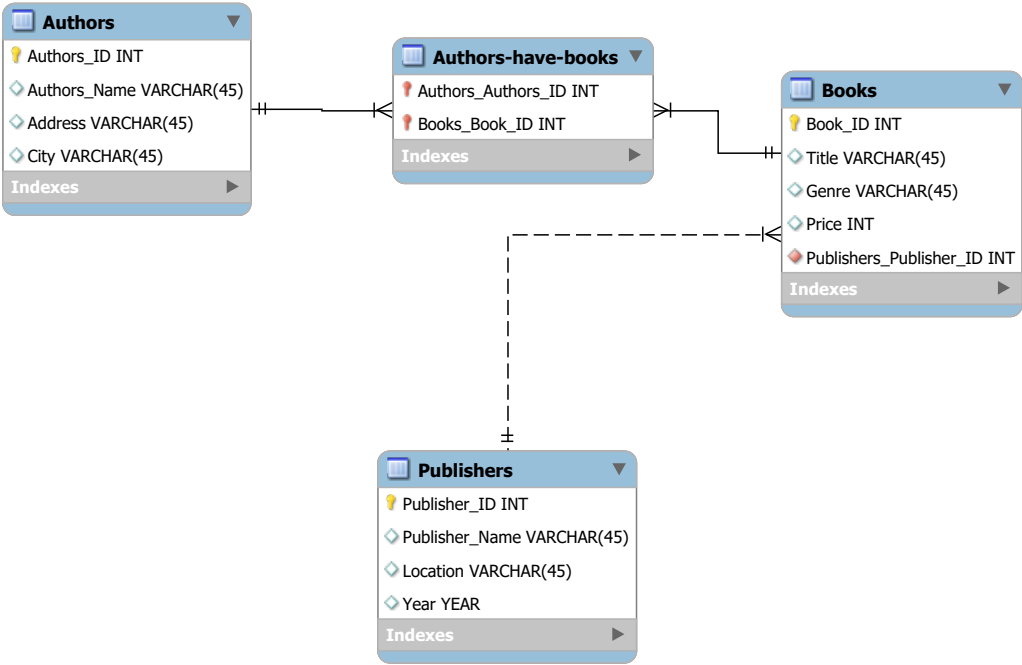 Authors
Authors_ID INT
Authors_Name VARCHAR(45)
Address VARCHAR(45)
City VARCHAR(45)
Indexes
Authors-have-books
Authors_Authors_ID INT
Books_Book_ID INT
Indexes
Books
Book_ID INT
Title VARCHAR(45)
Genre VARCHAR(45)
Price INT
Publishers_Publisher_ID INT
Indexes
Publishers
Publisher_ID INT
Publisher_Name VARCHAR(45)
Location VARCHAR(45)
Year YEAR
Indexes